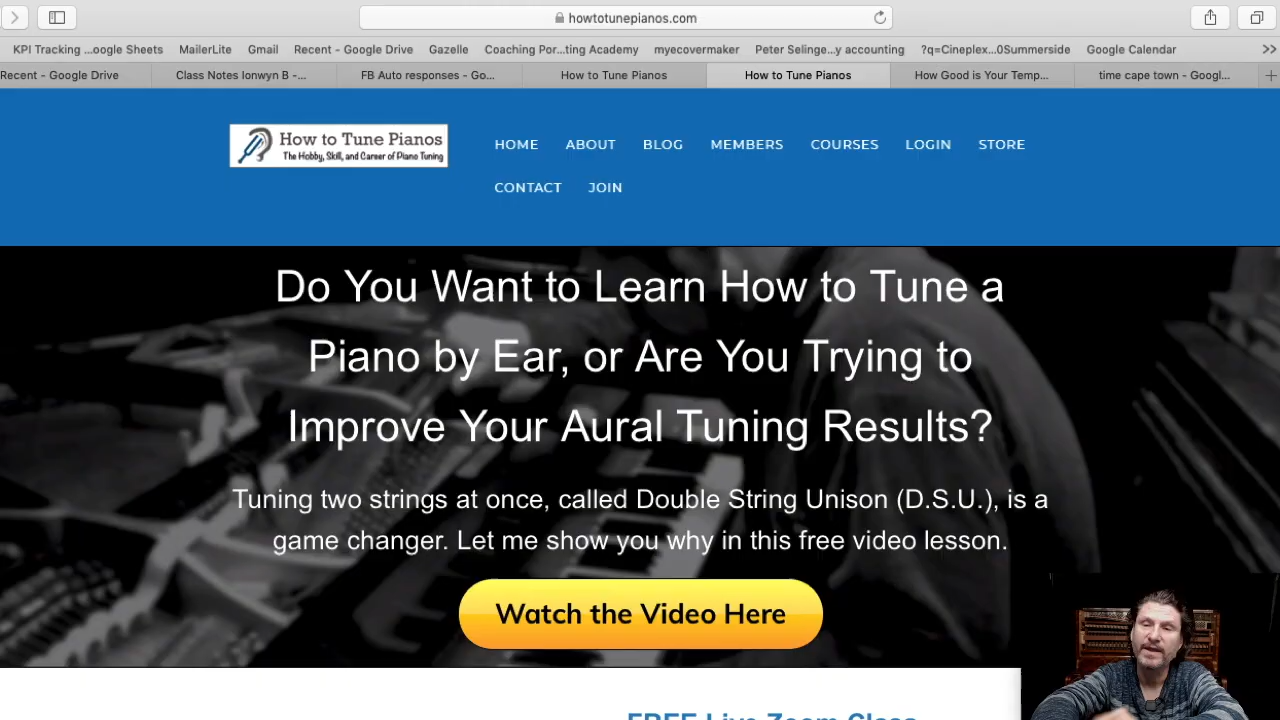 howtotunepianos.com
KPI Tracking ...oogle Sheets MailerLite Gmail Recent - Google Drive Gazelle Coaching Por...ting Academy myecovermaker Peter Selinge...y accounting ?q=Cineplex...0Summerside Google Calendar
Recent - Google Drive Class Notes Ionwyn B -... FB Auto responses - Go... How to Tune Pianos How to Tune Pianos How Good is Your Temp... time cape town - Googl...
How to Tune Pianos
The Hobby, Skill, and Career of Piano Tuning
HOME ABOUT BLOG MEMBERS COURSES LOGIN STORE
CONTACT JOIN
Do You Want to Learn How to Tune a
Piano by Ear, or Are You Trying to
Improve Your Aural Tuning Results?
Tuning two strings at once, called Double String Unison (D.S.U.), is a
game changer. Let me show you why in this free video lesson.
Watch the Video Here
FREE Live Zoom Class